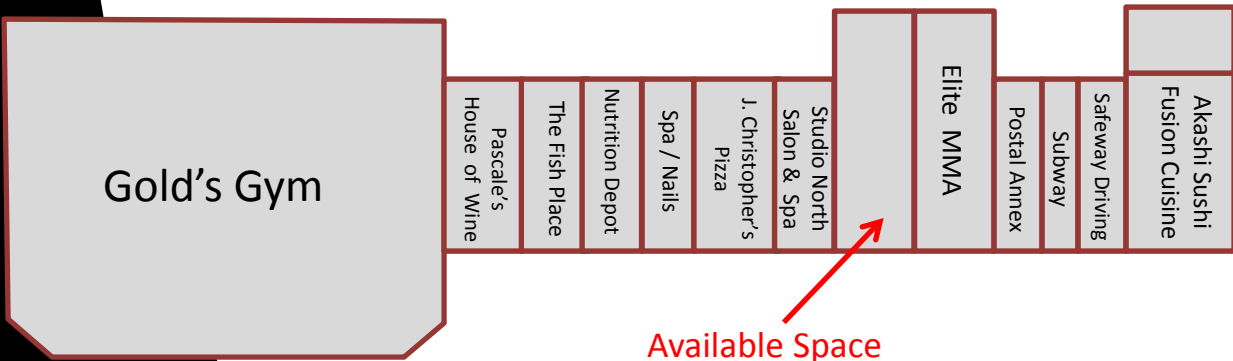 Gold's Gym
Pascale's
House of Wine
The Fish Place
Nutrition Depot
Spa / Nails
J. Christopher's
Pizza
Studio North
Salon & Spa
Elite MMA
Postal Annex
Subway
Safeway Driving
Akashi Sushi
Fusion Cuisine
Available Space